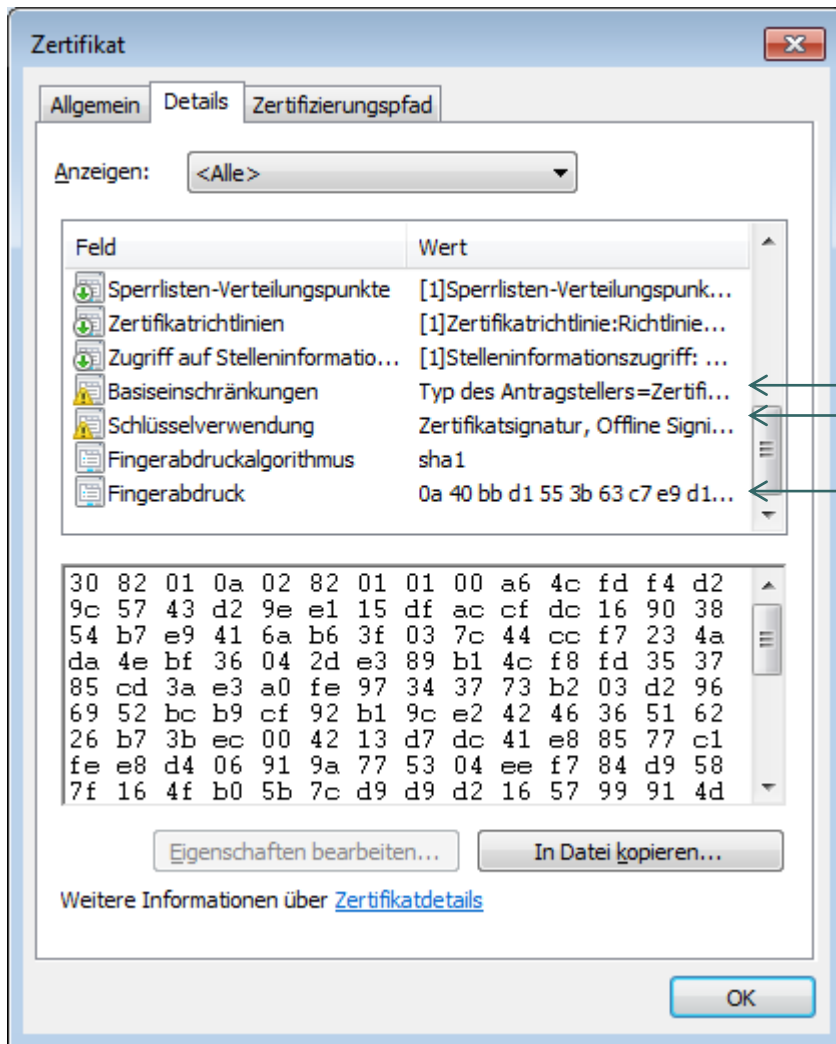 Zertifikat
Allgemein Details Zertifizierungspfad
Anzeigen: <Alle>
Feld Wert
Sperrlisten-Verteilungspunkte [1]Sperrlisten-Verteilungspunk...
Zertifikatrichtlinien [1]Zertifikatrichtlinie:Richtlinie...
Zugriff auf Stelleninformatio... [1]Stelleninformationszugriff: ...
Basiseinschränkungen Typ des Antragstellers=Zertifi...
Schlüsselverwendung Zertifikatsignatur, Offline Signi...
Fingerabdruckalgorithmus sha1
Fingerabdruck 0a 40 bb d1 55 3b 63 c7 e9 d1...
30 82 01 0a 02 82 01 01 00 a6 4c fd f4 d2
9c 57 43 d2 9e e1 15 df ac cf dc 16 90 38
54 b7 e9 41 6a b6 3f 03 7c 44 cc f7 23 4a
da 4e bf 36 04 2d e3 89 b1 4c f8 fd 35 37
85 cd 3a e3 a0 fe 97 34 37 73 b2 03 d2 96
69 52 bc b9 cf 92 b1 9c e2 42 46 36 51 62
26 b7 3b ec 00 42 13 d7 dc 41 e8 85 77 c1
fe e8 d4 06 91 9a 77 53 04 ee f7 84 d9 58
7f 16 4f b0 5b 7c d9 d9 d2 16 57 99 91 4d
Eigenschaften bearbeiten... In Datei kopieren...
Weitere Informationen über Zertifikatdetails
OK